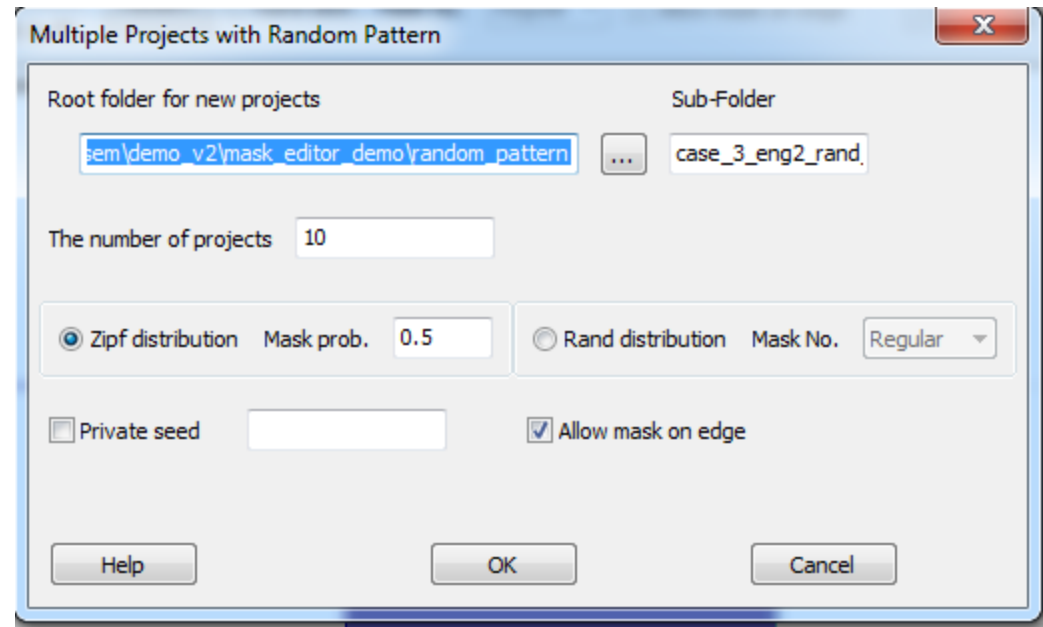 Multiple Projects with Random Pattern
x
Root folder for new projects Sub-Folder
sem\demo_v2\mask_editor_demo\random_pattern ... case_3_eng2_rand_
The number of projects 10
Zipf distribution Mask prob. 0.5 Rand distribution Mask No. Regular
Private seed Allow mask on edge
Help OK Cancel